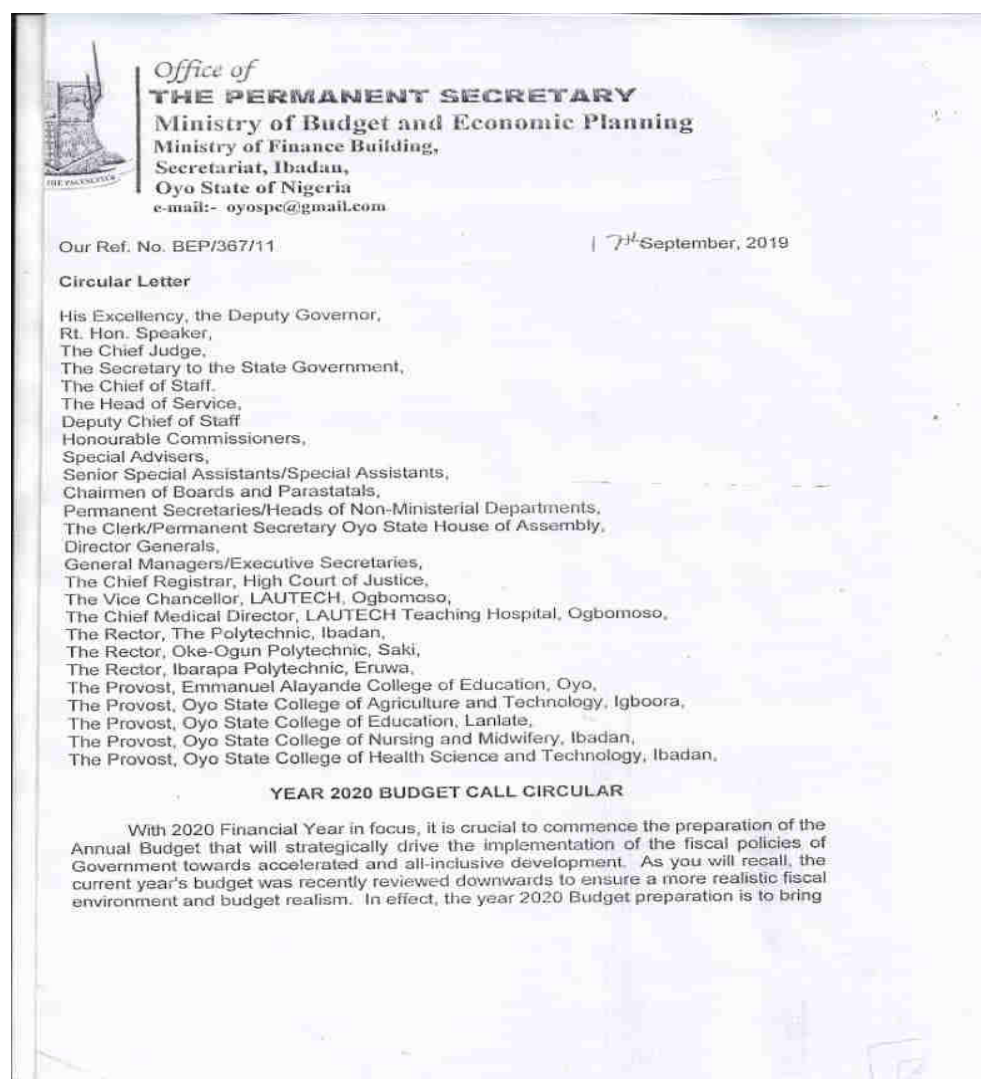 Office of
THE PERMANENT SECRETARY
Ministry of Budget and Economic Planning
Ministry of Finance Building,
Secretariat, Ibadan,
Oyo State of Nigeria
e-mail:- oyospc@gmail.com
Our Ref. No. BEP/367/11
17th September, 2019
Circular Letter
His Excellency, the Deputy Governor,
Rt. Hon. Speaker,
The Chief Judge,
The Secretary to the State Government,
The Chief of Staff.
The Head of Service,
Deputy Chief of Staff
Honourable Commissioners,
Special Advisers,
Senior Special Assistants/Special Assistants,
Chairmen of Boards and Parastatals,
Permanent Secretaries/Heads of Non-Ministerial Departments,
The Clerk/Permanent Secretary Oyo State House of Assembly,
Director Generals,
General Managers/Executive Secretaries,
The Chief Registrar, High Court of Justice,
The Vice Chancellor, LAUTECH, Ogbomoso,
The Chief Medical Director, LAUTECH Teaching Hospital, Ogbomoso,
The Rector, The Polytechnic, Ibadan,
The Rector, Oke-Ogun Polytechnic, Saki,
The Rector, Ibarapa Polytechnic, Eruwa,
The Provost, Emmanuel Alayande College of Education, Oyo,
The Provost, Oyo State College of Agriculture and Technology, Igboora,
The Provost, Oyo State College of Education, Lanlate,
The Provost, Oyo State College of Nursing and Midwifery, Ibadan,
The Provost, Oyo State College of Health Science and Technology, Ibadan,
YEAR 2020 BUDGET CALL CIRCULAR
With 2020 Financial Year in focus, it is crucial to commence the preparation of the
Annual Budget that will strategically drive the implementation of the fiscal policies of
Government towards accelerated and all-inclusive development. As you will recall, the
current year's budget was recently reviewed downwards to ensure a more realistic fiscal
environment and budget realism. In effect, the year 2020 Budget preparation is to bring